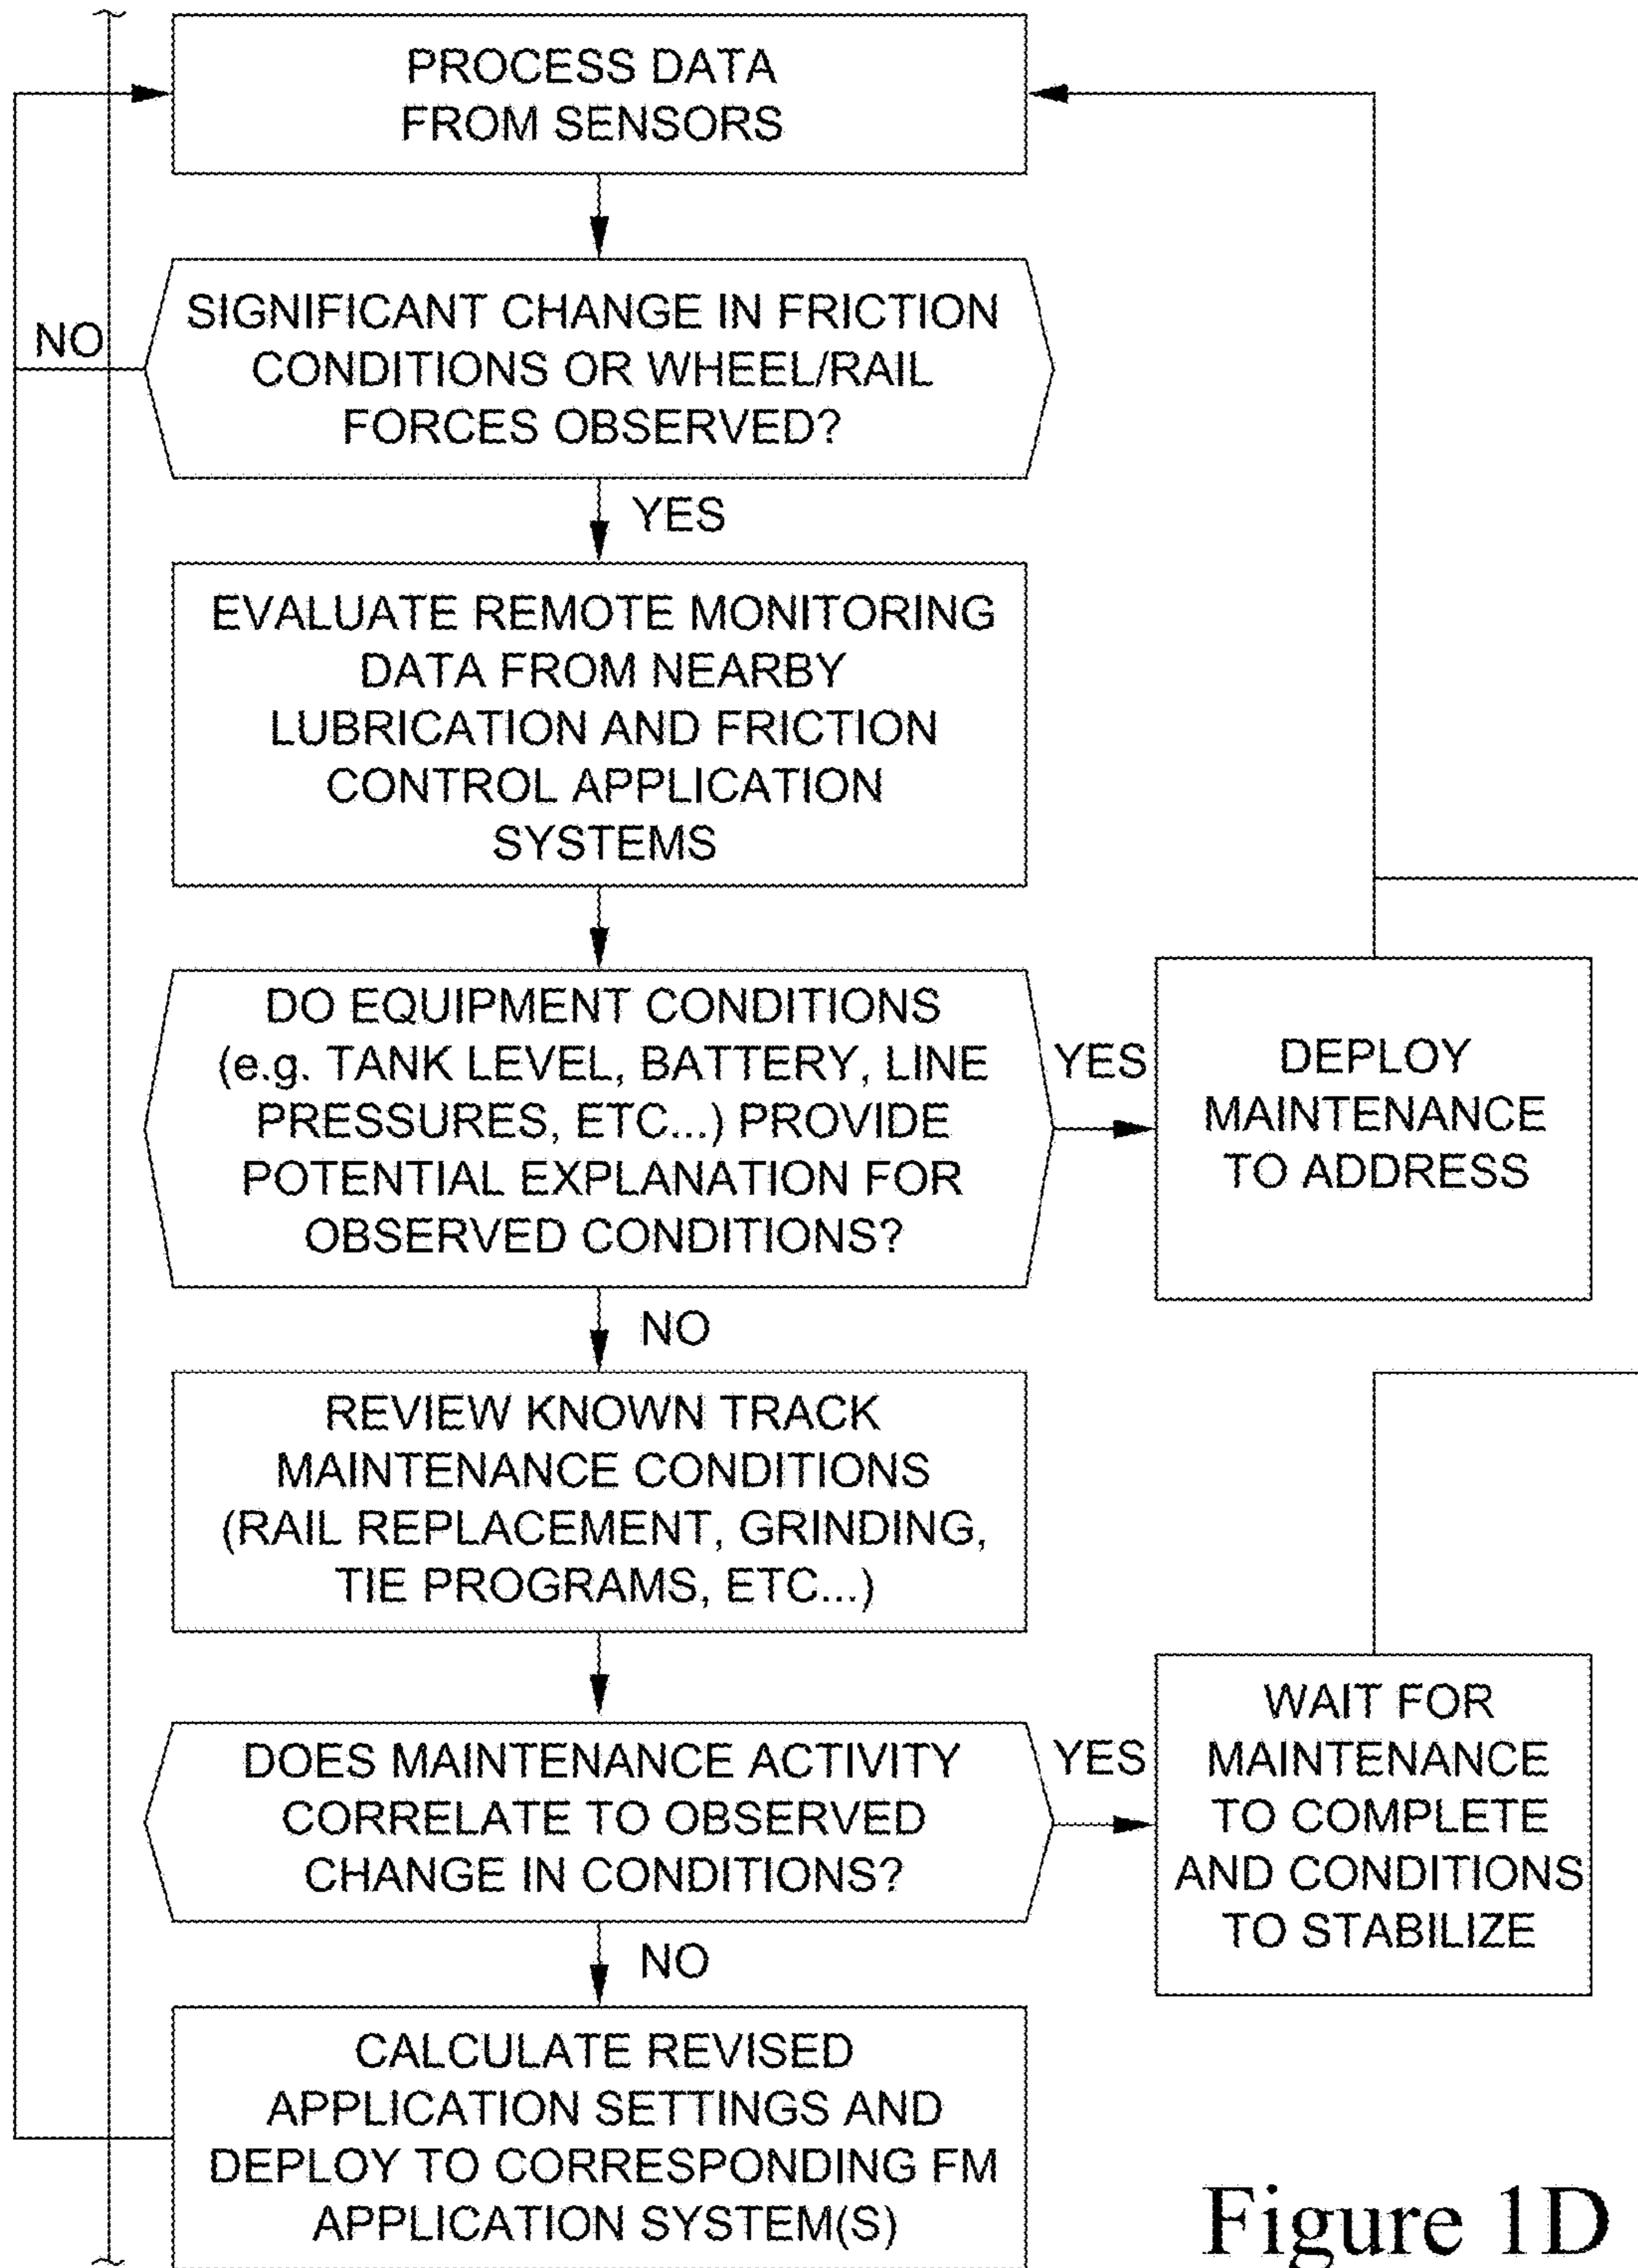 PROCESS DATA
FROM SENSORS
SIGNIFICANT CHANGE IN FRICTION
CONDITIONS OR WHEEL/RAIL
FORCES OBSERVED?
NO
YES
EVALUATE REMOTE MONITORING
DATA FROM NEARBY
LUBRICATION AND FRICTION
CONTROL APPLICATION
SYSTEMS
DO EQUIPMENT CONDITIONS
(e.g. TANK LEVEL, BATTERY, LINE
PRESSURES, ETC...) PROVIDE
POTENTIAL EXPLANATION FOR
OBSERVED CONDITIONS?
YES
DEPLOY
MAINTENANCE
TO ADDRESS
NO
REVIEW KNOWN TRACK
MAINTENANCE CONDITIONS
(RAIL REPLACEMENT, GRINDING,
TIE PROGRAMS, ETC...)
DOES MAINTENANCE ACTIVITY
CORRELATE TO OBSERVED
CHANGE IN CONDITIONS?
YES
WAIT FOR
MAINTENANCE
TO COMPLETE
AND CONDITIONS
TO STABILIZE
NO
CALCULATE REVISED
APPLICATION SETTINGS AND
DEPLOY TO CORRESPONDING FM
APPLICATION SYSTEM(S)
Figure 1D